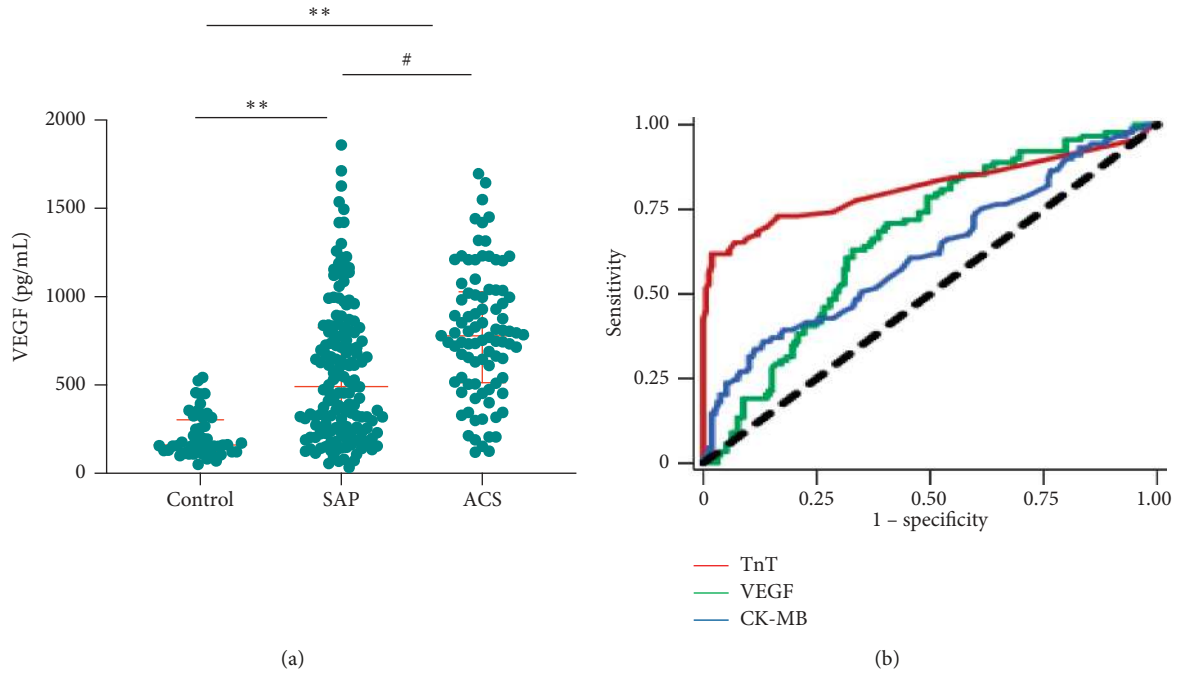 **
#
**
2000
1500
1000
500
0
VEGF (pg/mL)
Control SAP ACS
(a)
1.00
0.75
0.50
0.25
0
Sensitivity
0 0.25 0.50 0.75 1.00
1 – specificity
TnT
VEGF
CK-MB
(b)